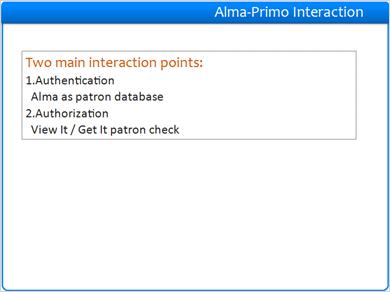 Alma-Primo Interaction
Two main interaction points:
1.Authentication
Alma as patron database
2.Authorization
View It / Get It patron check